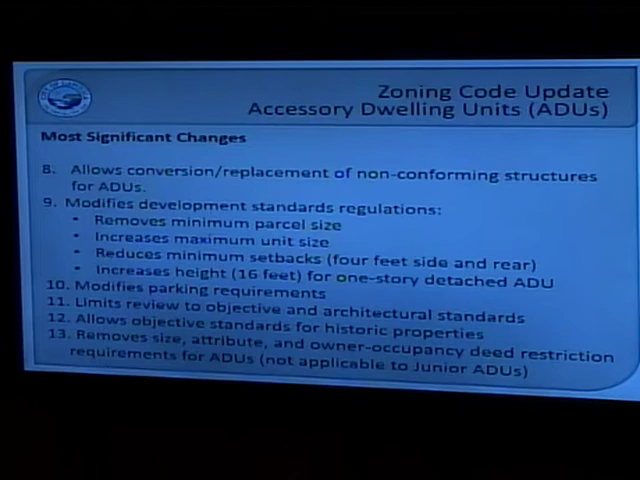 Zoning Code Update
Accessory Dwelling Units (ADUs)
Most Significant Changes
8. Allows conversion/replacement of non-conforming structures
for ADUs.
9. Modifies development standards regulations:
• Removes minimum parcel size
• Increases maximum unit size
• Reduces minimum setbacks (four feet side and rear)
• Increases height (16 feet) for one-story detached ADU
10. Modifies parking requirements
11. Limits review to objective and architectural standards
12. Allows objective standards for historic properties
13. Removes size, attribute, and owner-occupancy deed restriction
requirements for ADUs (not applicable to Junior ADUs)